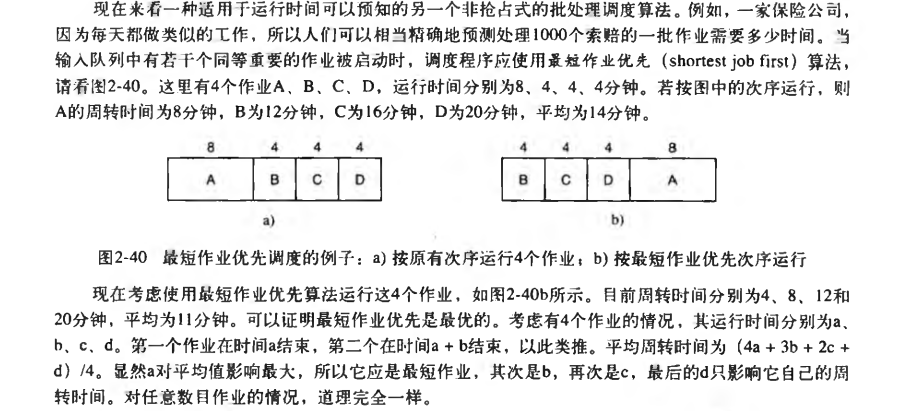 现在来看一种适用于运行时间可以预知的另一个非抢占式的批处理调度算法。例如，一家保险公司，
因为每天都做类似的工作，所以人们可以相当精确地预测处理1000个索赔的一批作业需要多少时间。当
输入队列中有若干个同等重要的作业被启动时，调度程序应使用最短作业优先（shortest job first）算法，
请看图2-40。这里有4个作业A、B、C、D，运行时间分别为8、4、4、4分钟。若按图中的次序运行，则
A的周转时间为8分钟，B为12分钟，C为16分钟，D为20分钟，平均为14分钟。
8 4 4 4
A B C D
a)
4 4 4 8
B C D A
b)
图2-40 最短作业优先调度的例子：a) 按原有次序运行4个作业；b) 按最短作业优先次序运行
现在考虑使用最短作业优先算法运行这4个作业，如图2-40b所示。目前周转时间分别为4、8、12和
20分钟，平均为11分钟。可以证明最短作业优先是最优的。考虑有4个作业的情况，其运行时间分别为a、
b、c、d。第一个作业在时间a结束，第二个在时间a + b结束，以此类推。平均周转时间为（4a + 3b + 2c +
d）/4。显然a对平均值影响最大，所以它应是最短作业，其次是b，再次是c，最后的d只影响它自己的周
转时间。对任意数目作业的情况，道理完全一样。